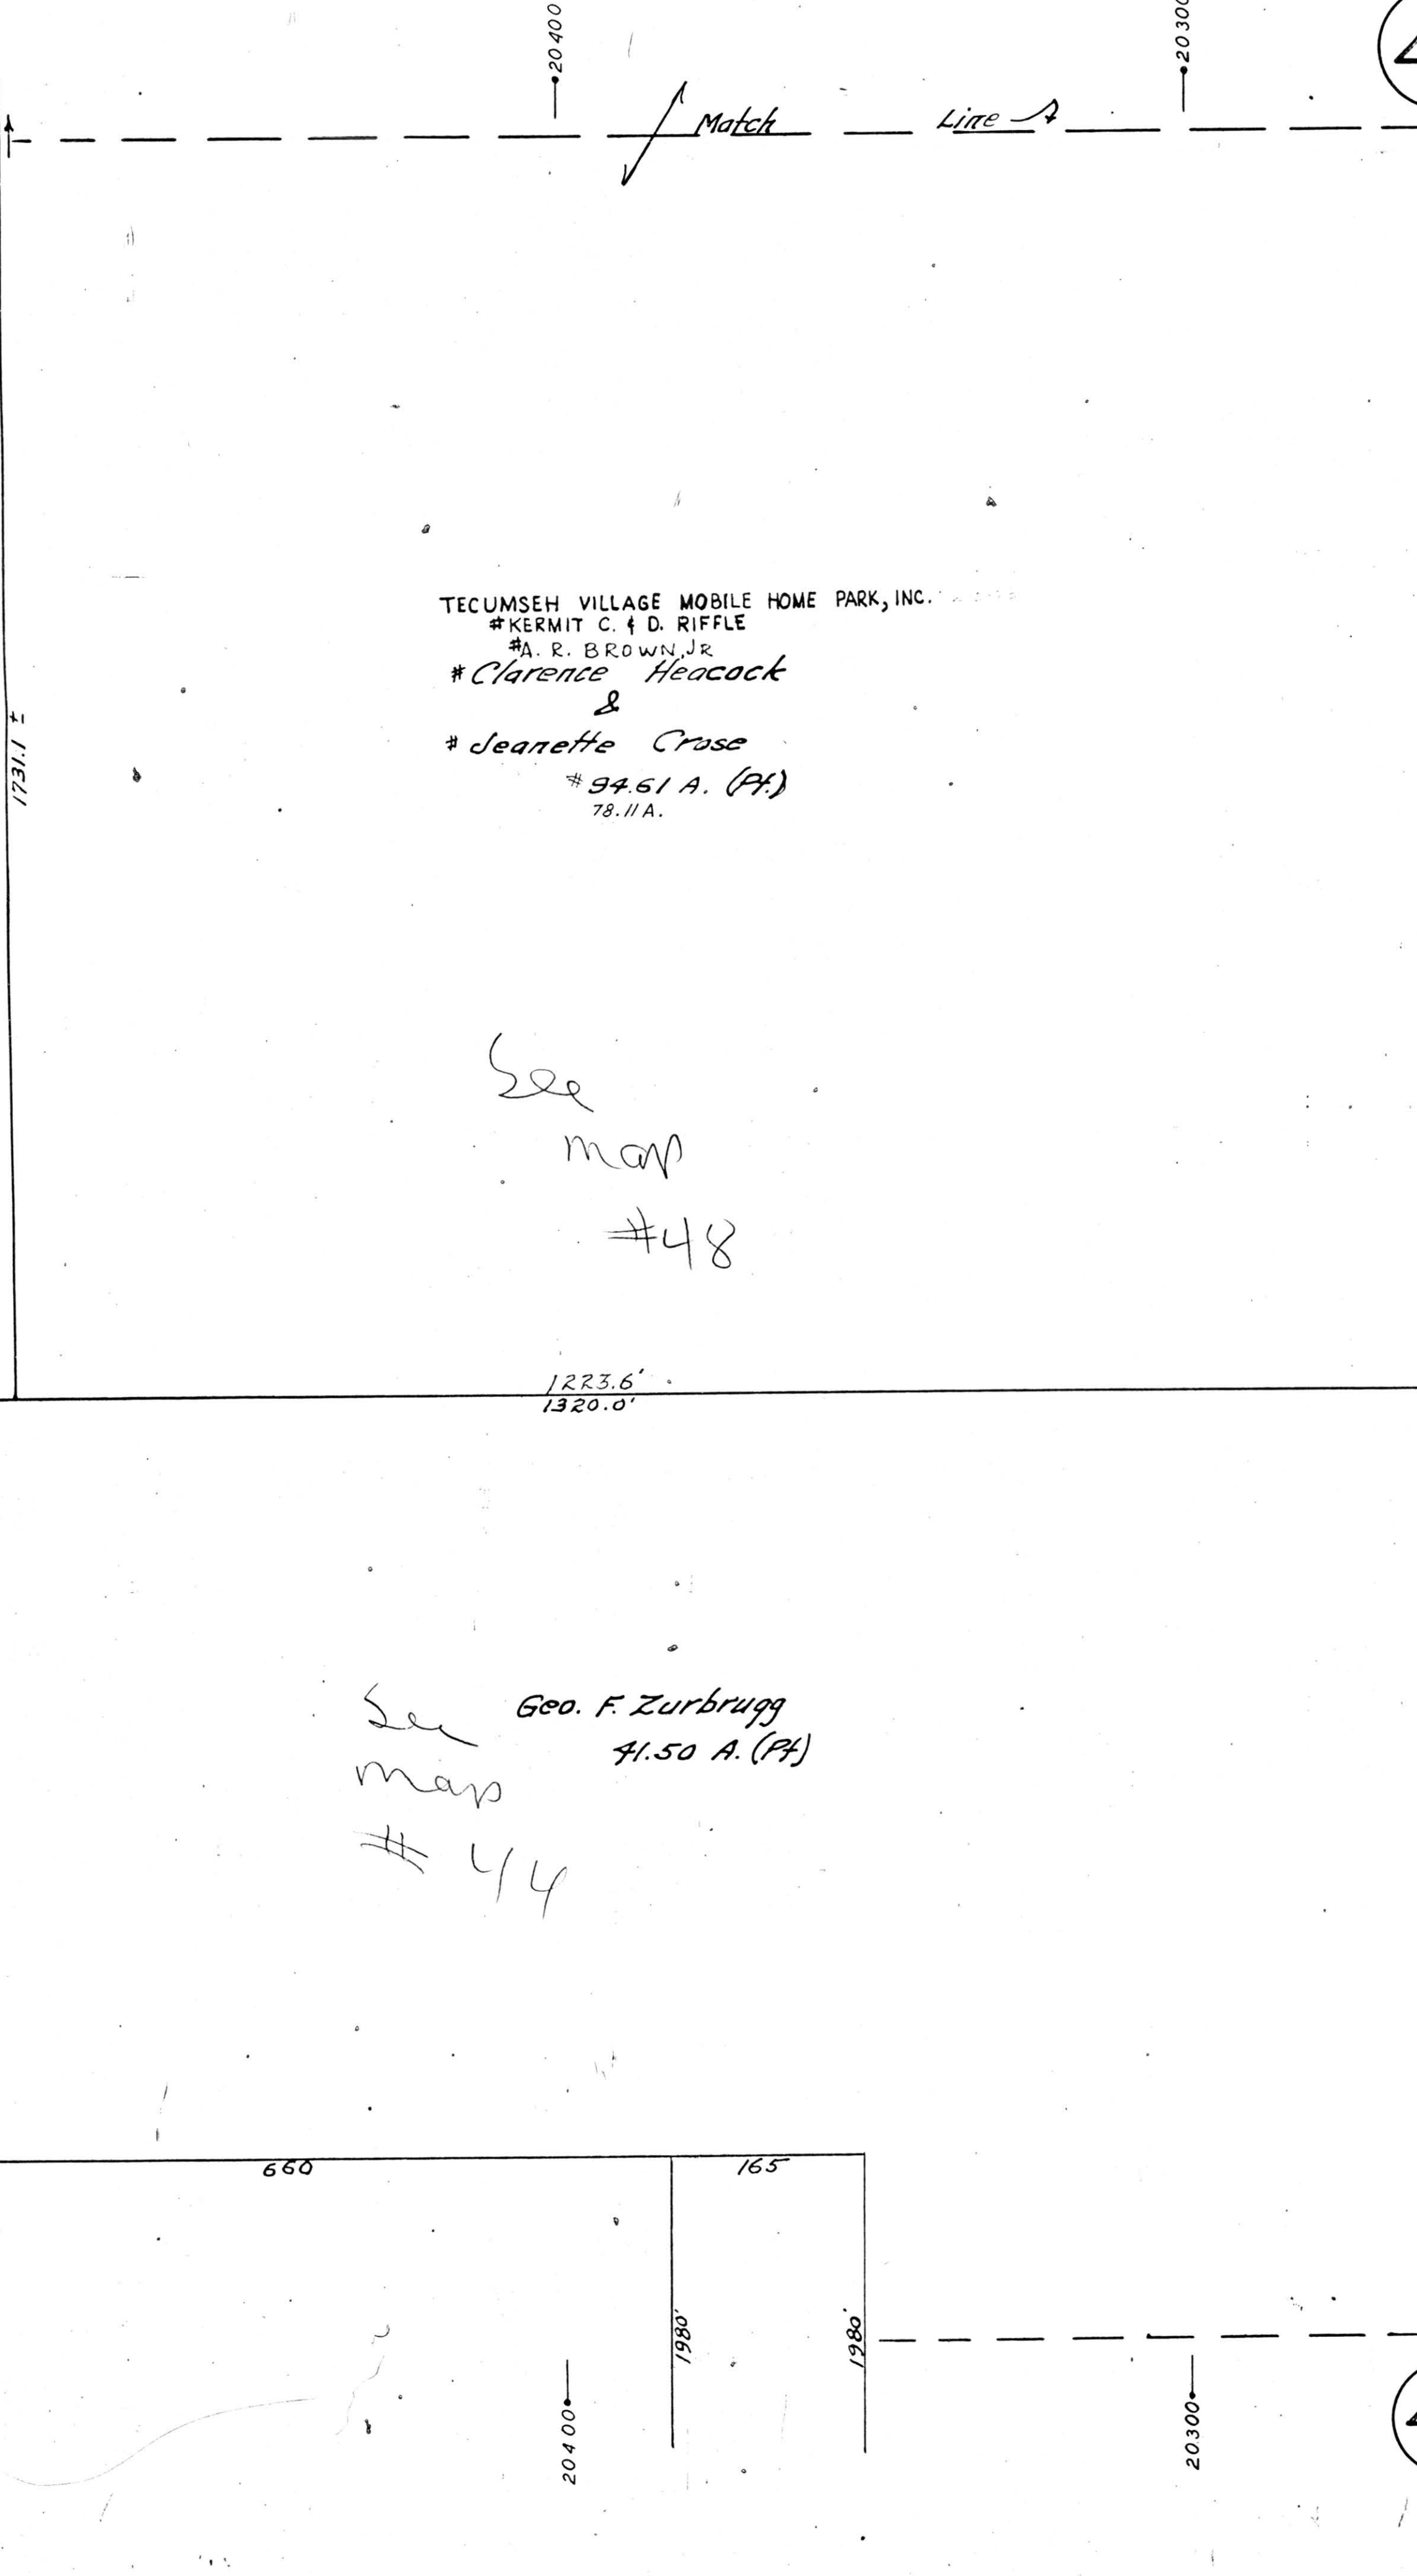 20400
20300
Match Line A
TECUMSEH VILLAGE MOBILE HOME PARK, INC.
#KERMIT C. & D. RIFFLE
#A. R. BROWN, JR
#Clarence Heacock
&
#Jeanette Crose
#94.61 A. (Pt.)
78.11 A.
1731.1 ±
See
map
#48
1223.6'
1320.0'
Geo. F. Zurbrugg
41.50 A. (Pt)
See
map
# 44
660
165
1980'
1980'
20400
20300